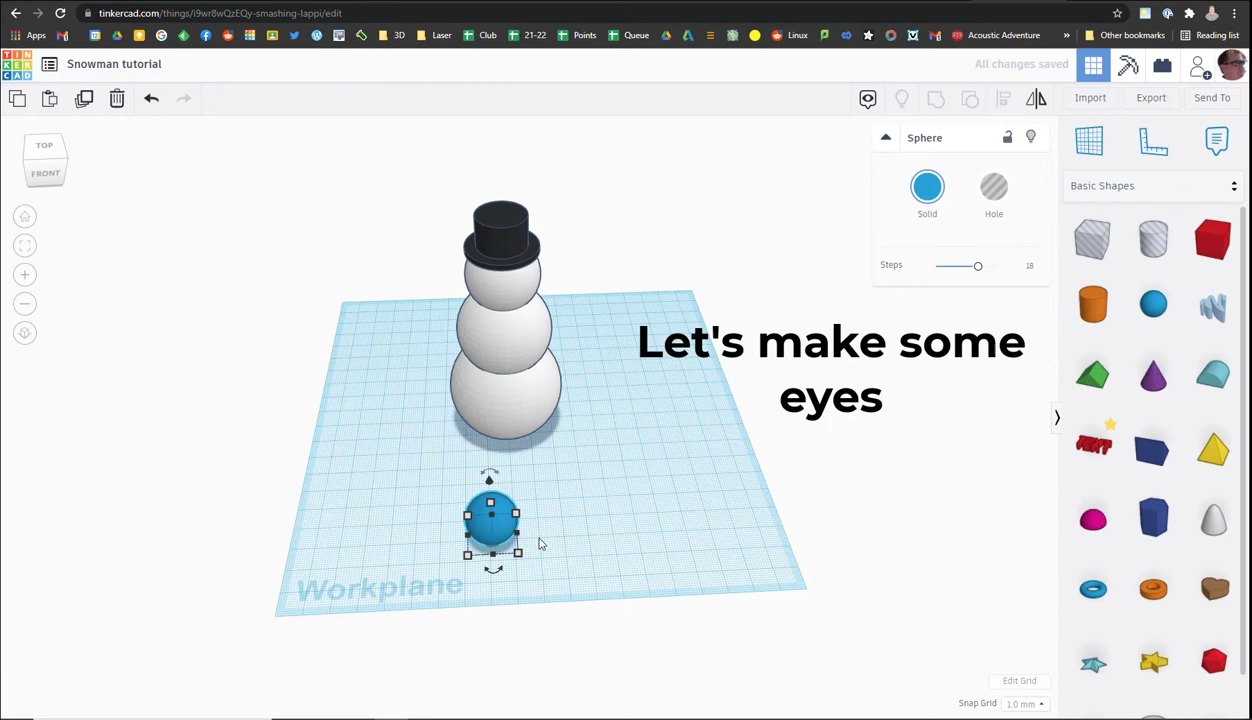 tinkercad.com/things/i9wr8wQzEQy-smashing-lappi/edit
Apps
3D
Laser
Club
21-22
Points
Queue
Linux
Acoustic Adventure
»
Other bookmarks
Reading list
TIN
KER
CAD
Snowman tutorial
All changes saved
Import
Export
Send To
TOP
FRONT
Sphere
Solid
Hole
Steps
18
Basic Shapes
TEXT
Let's make some
eyes
Workplane
Edit Grid
Snap Grid
1.0 mm